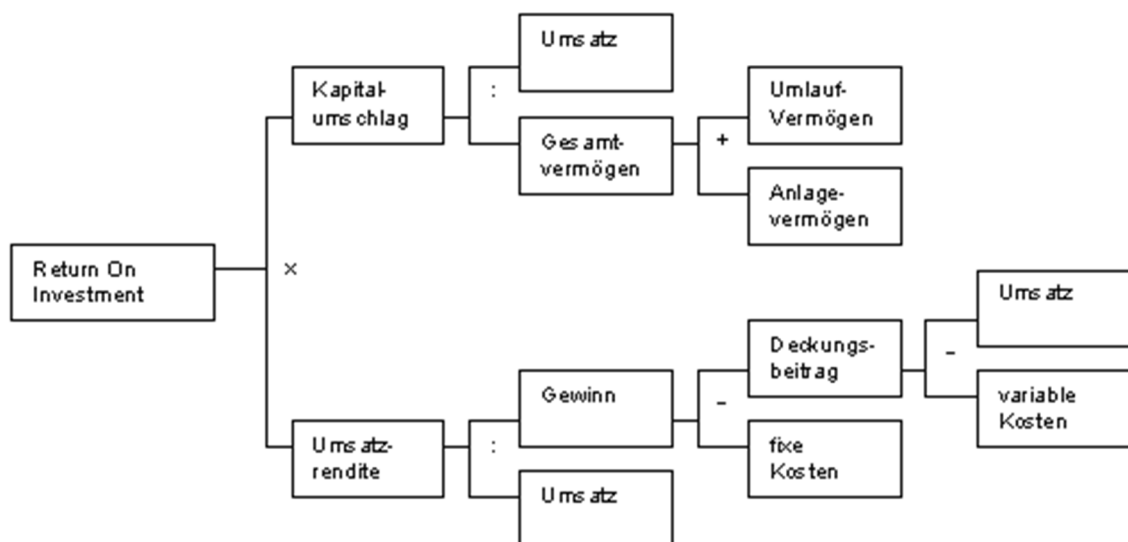 Umsatz
Kapital-
umschlag
:
Umlauf-
Vermögen
Gesamt-
vermögen
+
Anlage-
vermögen
Return On
Investment
×
Umsatz
Deckungs-
beitrag
-
Gewinn
-
variable
Kosten
Umsatz-
rendite
:
fixe
Kosten
Umsatz